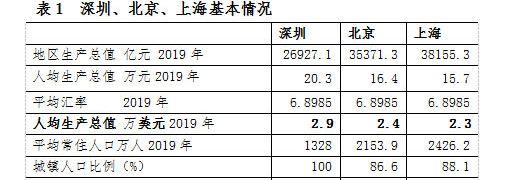 表1 深圳、北京、上海基本情况
深圳 北京 上海
地区生产总值 亿元 2019 年 26927.1 35371.3 38155.3
人均生产总值 万元 2019 年 20.3 16.4 15.7
平均汇率 2019 年 6.8985 6.8985 6.8985
人均生产总值 万美元 2019 年 2.9 2.4 2.3
平均常住人口万人 2019 年 1328 2153.9 2426.2
城镇人口比例(%) 100 86.6 88.1